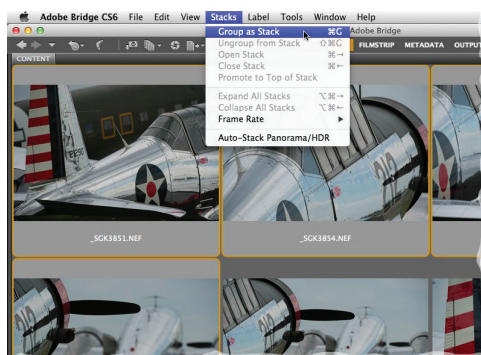 Adobe Bridge CS6 File Edit View Stacks Label Tools Window Help
Adobe Bridge
Group as Stack ⌘G
Ungroup from Stack ⇧⌘G
Open Stack ⌘→
Close Stack ⌘←
Promote to Top of Stack
Expand All Stacks ⌥⌘→
Collapse All Stacks ⌥⌘←
Frame Rate
Auto-Stack Panorama/HDR
FILMSTRIP METADATA OUTPUT
CONTENT
_SGK3851.NEF
_SGK3854.NEF